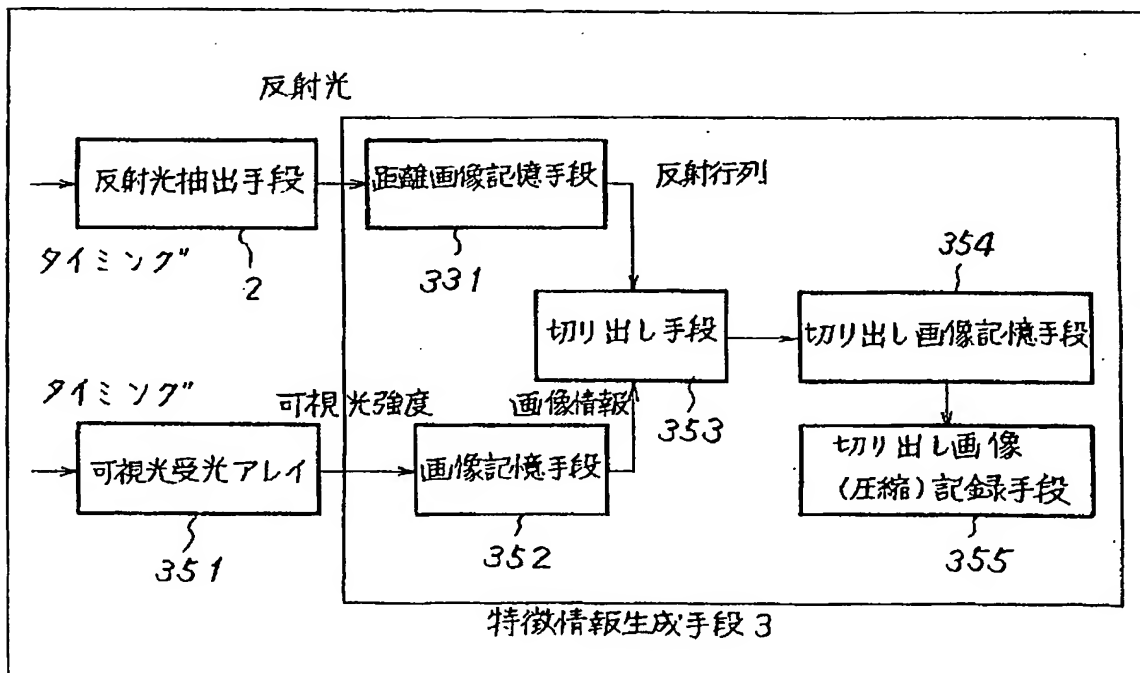 反射光
反射光抽出手段
距離画像記憶手段
反射行列
タイミング
2
331
354
切り出し手段
切り出し画像記憶手段
タイミング
可視光強度
画像情報
353
可視光受光アレイ
画像記憶手段
切り出し画像
(圧縮)記録手段
351
352
355
特徴情報生成手段3